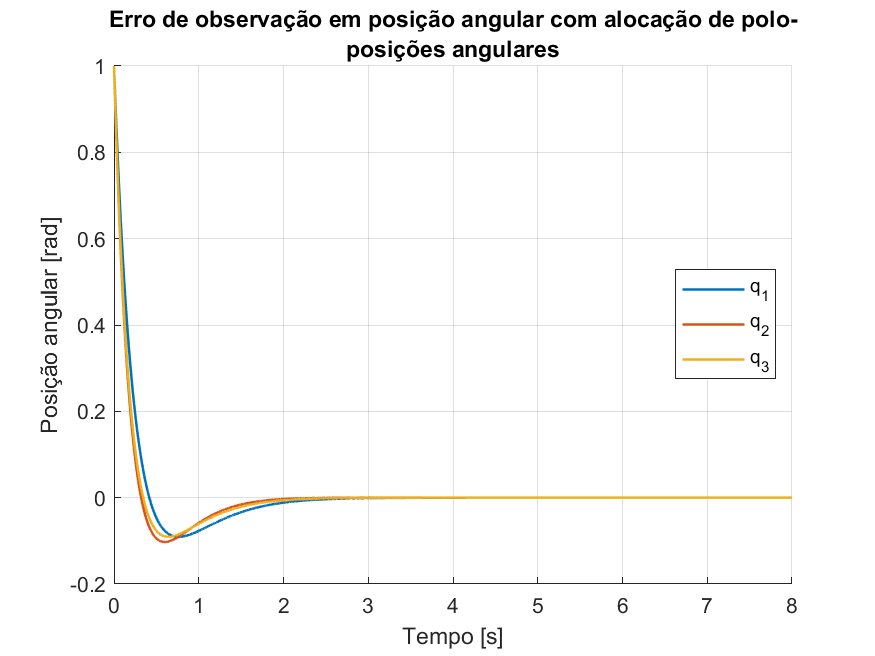 Erro de observação em posição angular com alocação de polo-
posições angulares
Posição angular [rad]
1
0.8
0.6
0.4
0.2
0
-0.2
q1
q2
q3
0 1 2 3 4 5 6 7 8
Tempo [s]